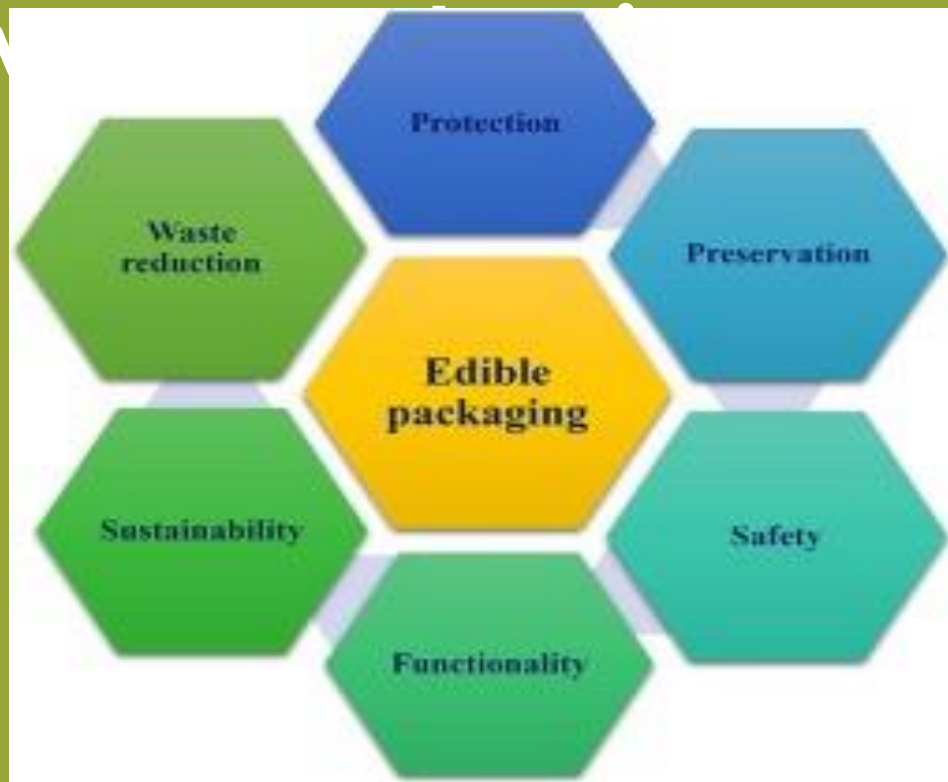 Protection
Waste
reduction
Preservation
Edible
packaging
Sustainability
Safety
Functionality